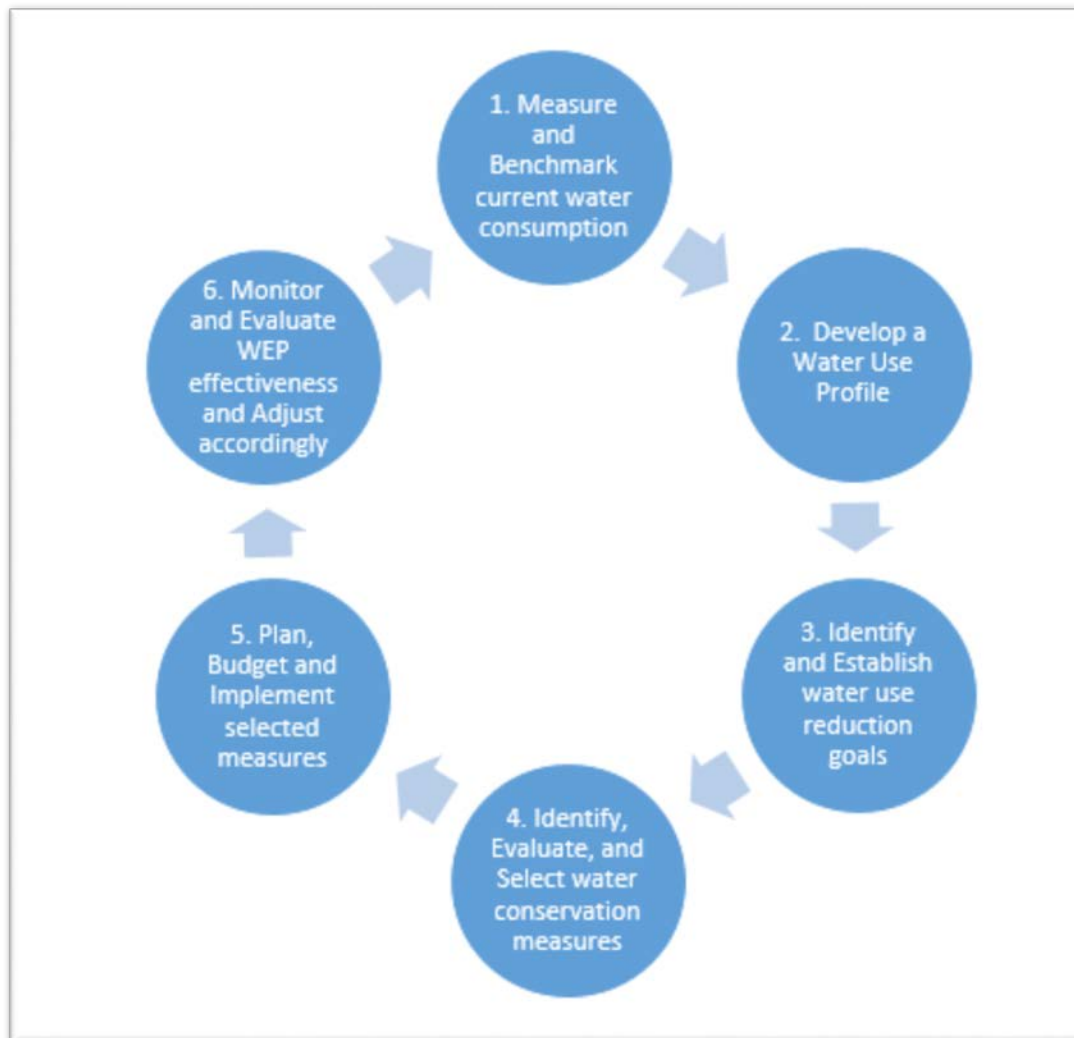 1. Measure
and
Benchmark
current water
consumption
2. Develop a
Water Use
Profile
3. Identify
and Establish
water use
reduction
goals
4. Identify,
Evaluate, and
Select water
conservation
measures
5. Plan,
Budget and
Implement
selected
measures
6. Monitor
and Evaluate
WEP
effectiveness
and Adjust
accordingly